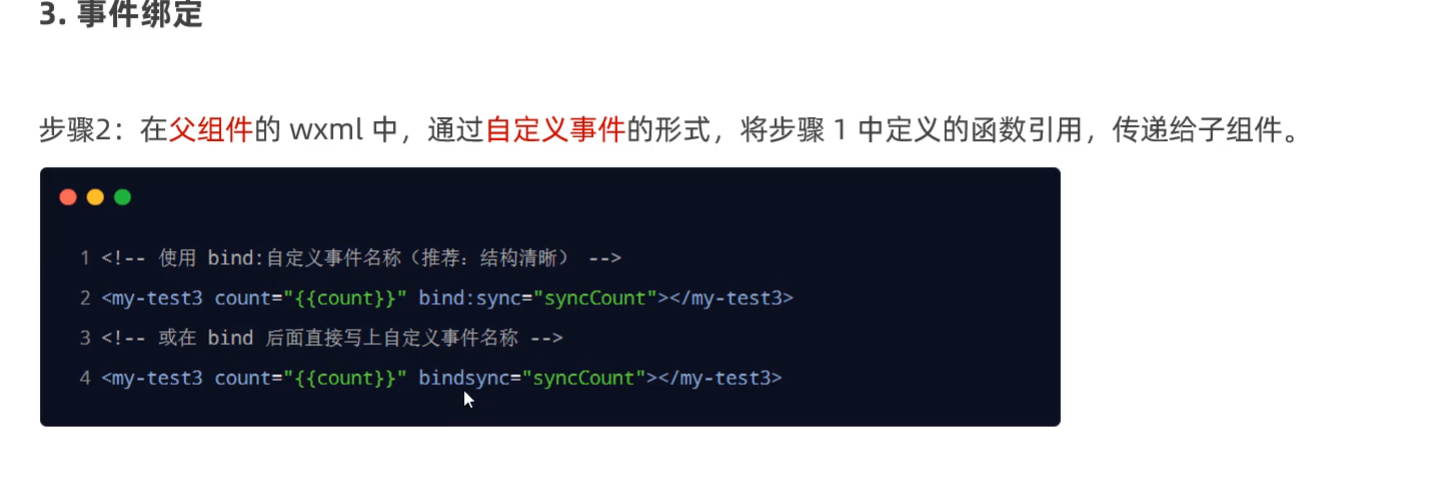 3. 事件绑定
步骤2：在父组件的 wxml 中，通过自定义事件的形式，将步骤 1 中定义的函数引用，传递给子组件。
1 <!-- 使用 bind:自定义事件名称（推荐：结构清晰） -->
2 <my-test3 count="{{count}}" bind:sync="syncCount"></my-test3>
3 <!-- 或在 bind 后面直接写上自定义事件名称 -->
4 <my-test3 count="{{count}}" bindsync="syncCount"></my-test3>